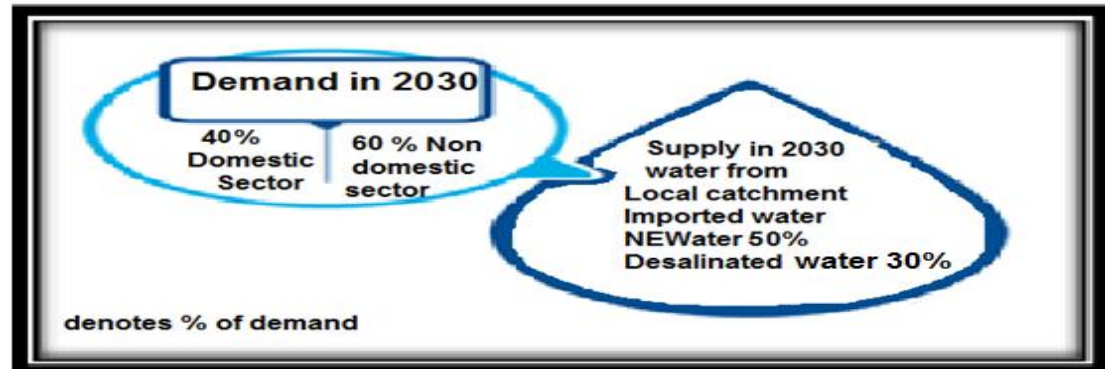 Demand in 2030
40%
Domestic
Sector
60 % Non
domestic
sector
Supply in 2030
water from
Local catchment
Imported water
NEWater 50%
Desalinated water 30%
denotes % of demand